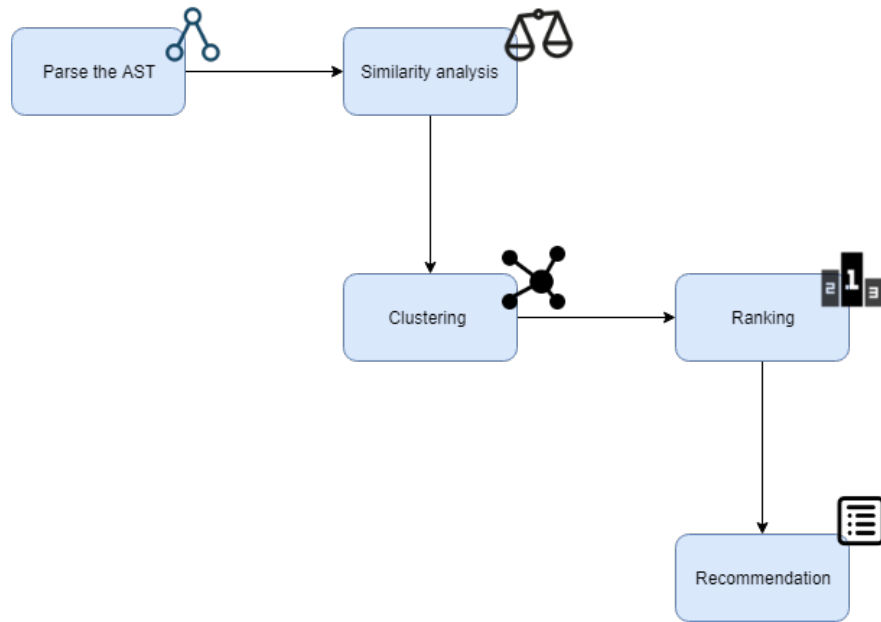 Parse the AST
Similarity analysis
Clustering
2
1
3
Ranking
Recommendation